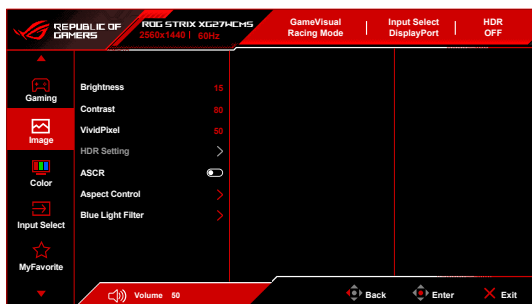 REPUBLIC OF
GAMERS
ROG STRIX XG27HCMS
2560x1440 | 60Hz
GameVisual
Racing Mode
Input Select
DisplayPort
HDR
OFF
Gaming
Image
Color
Input Select
MyFavorite
Brightness 15
Contrast 80
VividPixel 50
HDR Setting
ASCR
Aspect Control
Blue Light Filter
Volume 50
Back
Enter
Exit